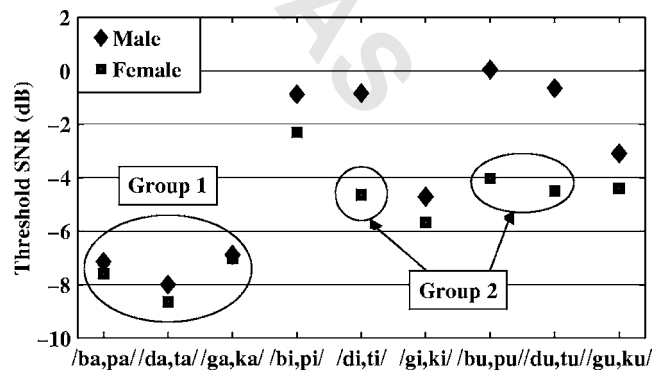 2
0
−2
−4
−6
−8
−10
Threshold SNR (dB)
Male
Female
Group 1
Group 2
/ba,pa/ /da,ta/ /ga,ka/ /bi,pi/ /di,ti/ /gi,ki/ /bu,pu/ /du,tu/ /gu,ku/